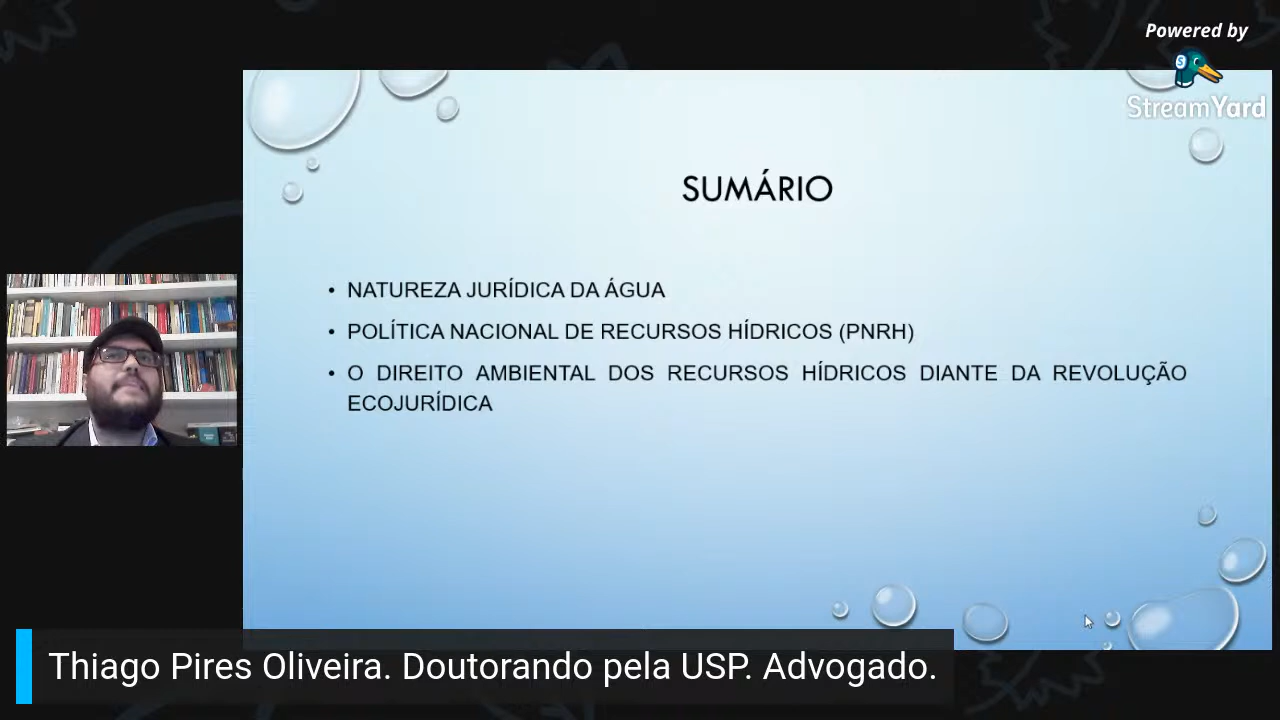 Powered by
StreamYard
SUMÁRIO
• NATUREZA JURÍDICA DA ÁGUA
• POLÍTICA NACIONAL DE RECURSOS HÍDRICOS (PNRH)
• O DIREITO AMBIENTAL DOS RECURSOS HÍDRICOS DIANTE DA REVOLUÇÃO
ECOJURÍDICA
Thiago Pires Oliveira. Doutorando pela USP. Advogado.